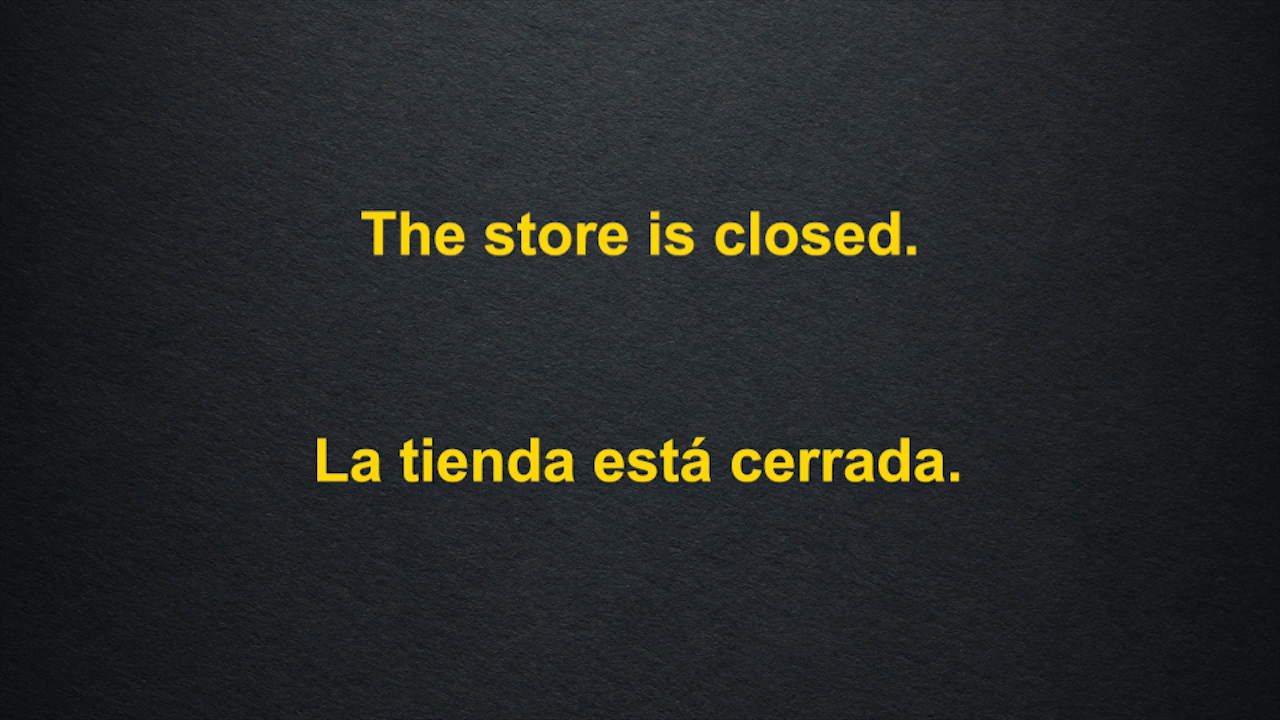 The store is closed.
La tienda está cerrada.